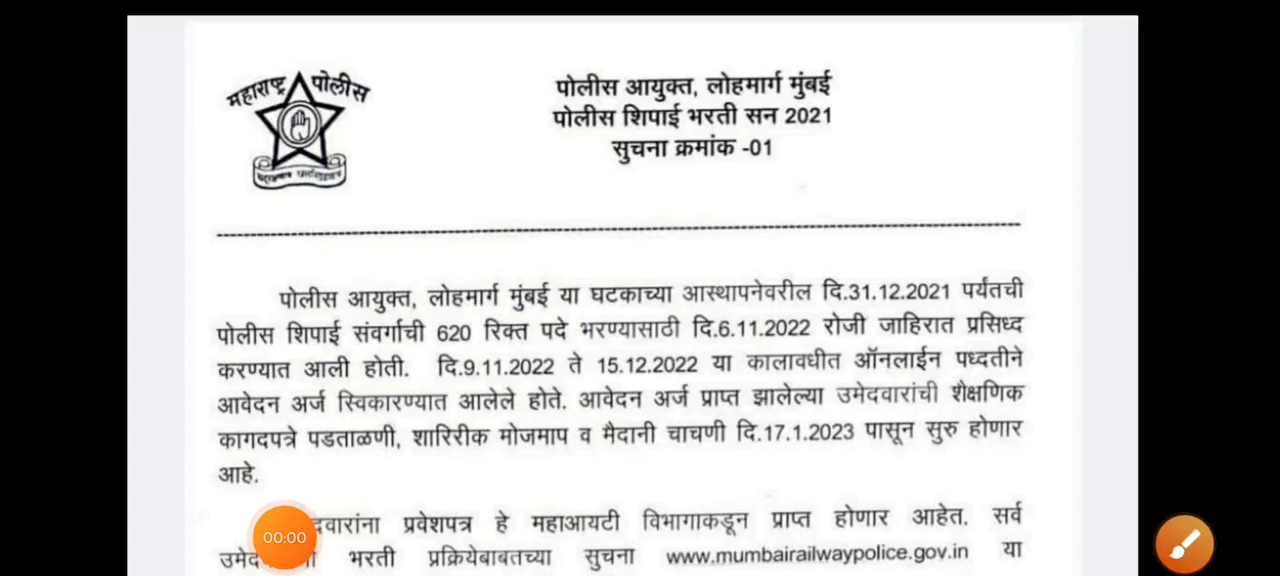 महाराष्ट्र पोलीस
पोलीस आयुक्त, लोहमार्ग मुंबई
पोलीस शिपाई भरती सन 2021
सुचना क्रमांक -01
पोलीस आयुक्त, लोहमार्ग मुंबई या घटकाच्या आस्थापनेवरील दि.31.12.2021 पर्यंतची
पोलीस शिपाई संवर्गाची 620 रिक्त पदे भरण्यासाठी दि.6.11.2022 रोजी जाहिरात प्रसिध्द
करण्यात आली होती. दि.9.11.2022 ते 15.12.2022 या कालावधीत ऑनलाईन पध्दतीने
आवेदन अर्ज स्विकारण्यात आलेले होते. आवेदन अर्ज प्राप्त झालेल्या उमेदवारांची शैक्षणिक
कागदपत्रे पडताळणी, शारिरीक मोजमाप व मैदानी चाचणी दि.17.1.2023 पासून सुरु होणार
आहे.
प्रवेशपत्र हे महाआयटी विभागाकडून प्राप्त होणार आहेत. सर्व
भरती प्रक्रियेबाबतच्या सुचना www.mumbairailwaypolice.gov.in या
00:00